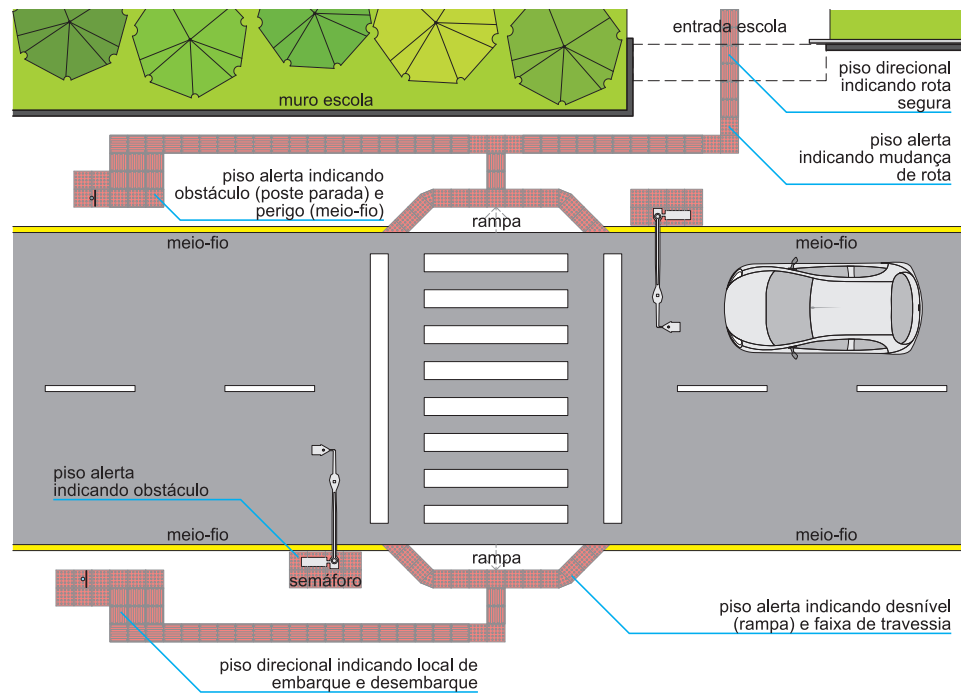 entrada escola
piso direcional
indicando rota
segura
muro escola
piso alerta
indicando mudança
de rota
piso alerta indicando
obstáculo (poste parada) e
perigo (meio-fio)
rampa
meio-fio
meio-fio
piso alerta
indicando obstáculo
meio-fio
meio-fio
rampa
semáforo
piso alerta indicando desnível
(rampa) e faixa de travessia
piso direcional indicando local de
embarque e desembarque